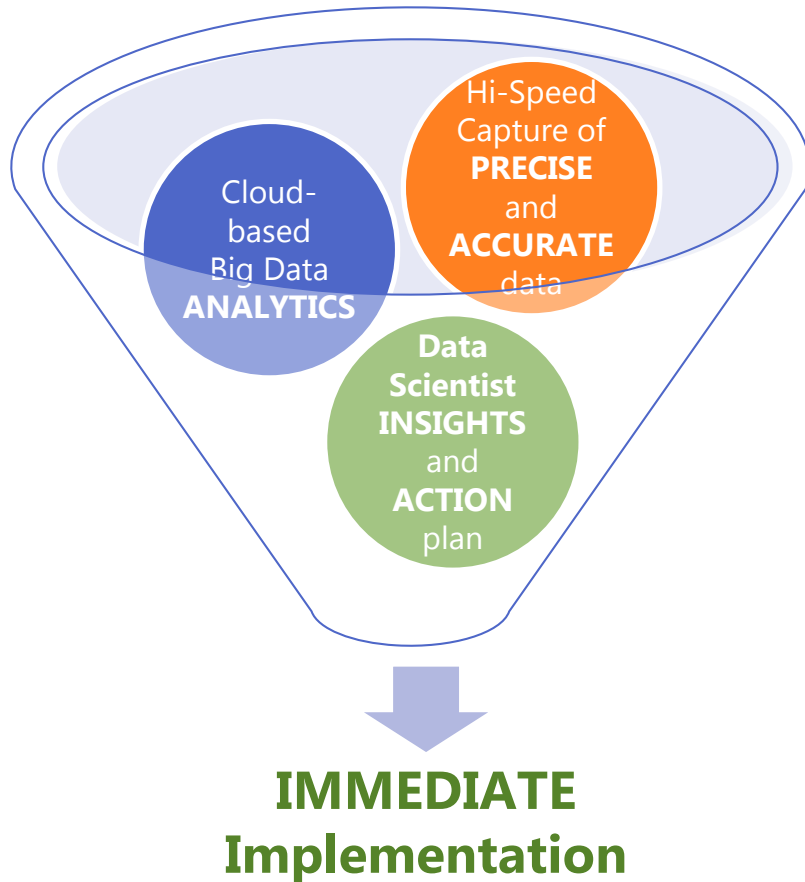 Hi-Speed
Capture of
PRECISE
and
ACCURATE
data
Cloud-
based
Big Data
ANALYTICS
Data
Scientist
INSIGHTS
and
ACTION
plan
IMMEDIATE
Implementation